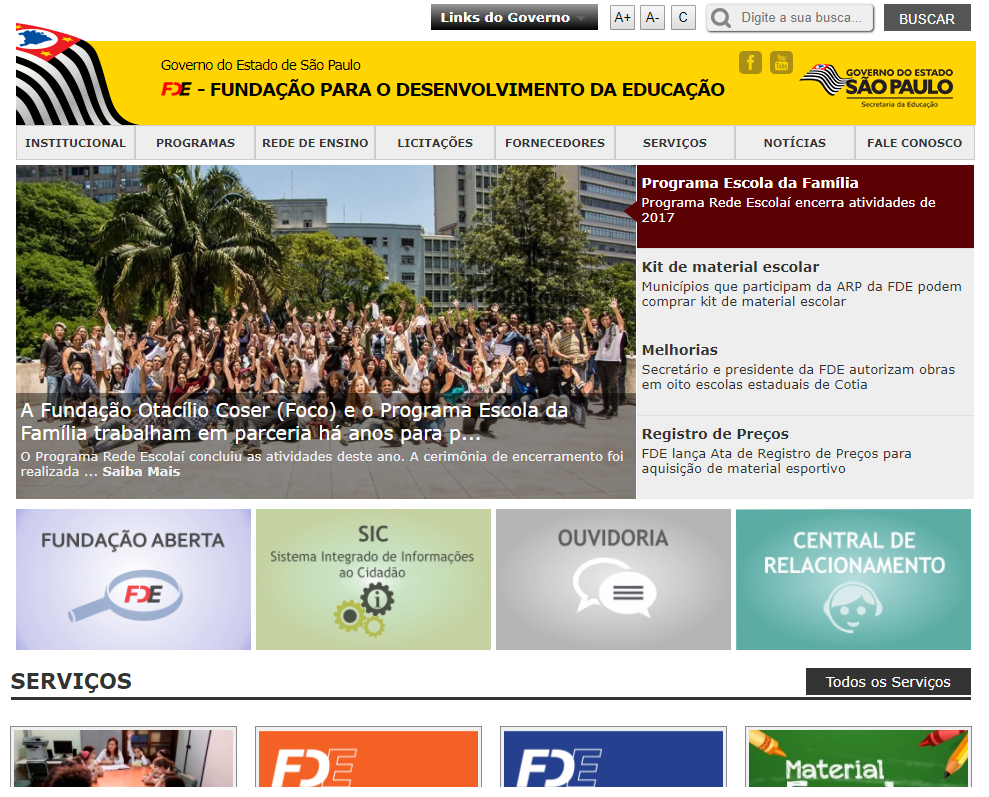 Links do Governo
A+
A-
C
Digite a sua busca...
BUSCAR
Governo do Estado de São Paulo
FDE - FUNDAÇÃO PARA O DESENVOLVIMENTO DA EDUCAÇÃO
f
You
Tube
GOVERNO DO ESTADO
SÃO PAULO
Secretaria da Educação
INSTITUCIONAL
PROGRAMAS
REDE DE ENSINO
LICITAÇÕES
FORNECEDORES
SERVIÇOS
NOTÍCIAS
FALE CONOSCO
A Fundação Otacílio Coser (Foco) e o Programa Escola da
Família trabalham em parceria há anos para p...
O Programa Rede Escolaí concluiu as atividades deste ano. A cerimônia de encerramento foi
realizada ... Saiba Mais
Programa Escola da Família
Programa Rede Escolaí encerra atividades de
2017
Kit de material escolar
Municípios que participam da ARP da FDE podem
comprar kit de material escolar
Melhorias
Secretário e presidente da FDE autorizam obras
em oito escolas estaduais de Cotia
Registro de Preços
FDE lança Ata de Registro de Preços para
aquisição de material esportivo
FUNDAÇÃO ABERTA
FDE
SIC
Sistema Integrado de Informações
ao Cidadão
i
OUVIDORIA
CENTRAL DE
RELACIONAMENTO
SERVIÇOS
Todos os Serviços
FDE
FDE
Material